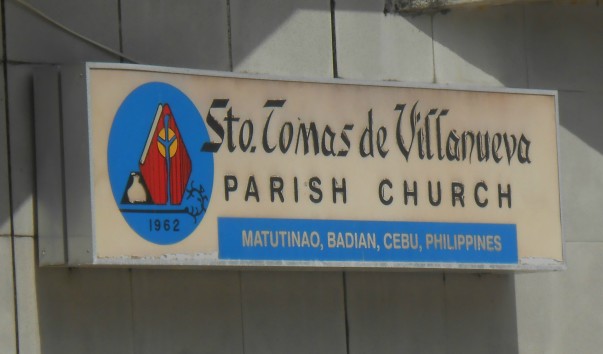 Sto. Tomas de Villanueva
PARISH CHURCH
1962
MATUTINAO, BADIAN, CEBU, PHILIPPINES